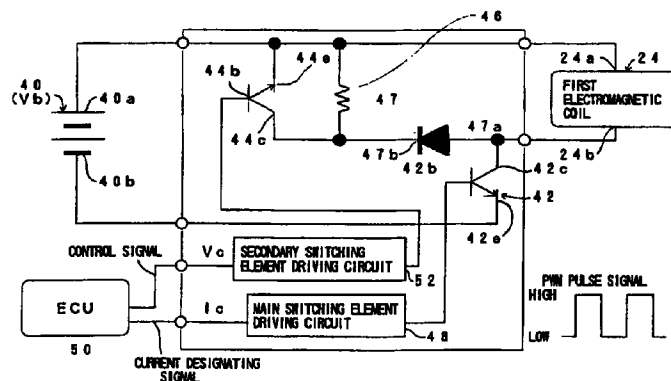 46
44e
44b
24a
24
40
(Vb)
40a
47
FIRST
ELECTROMAGNETIC
COIL
44c
47a
47b
42b
42c
24b
40b
42
42e
CONTROL SIGNAL
Vc
SECONDARY SWITCHING
ELEMENT DRIVING CIRCUIT
52
PWM PULSE SIGNAL
HIGH
LOW
ECU
Ic
MAIN SWITCHING ELEMENT
DRIVING CIRCUIT
48
50
CURRENT DESIGNATING
SIGNAL